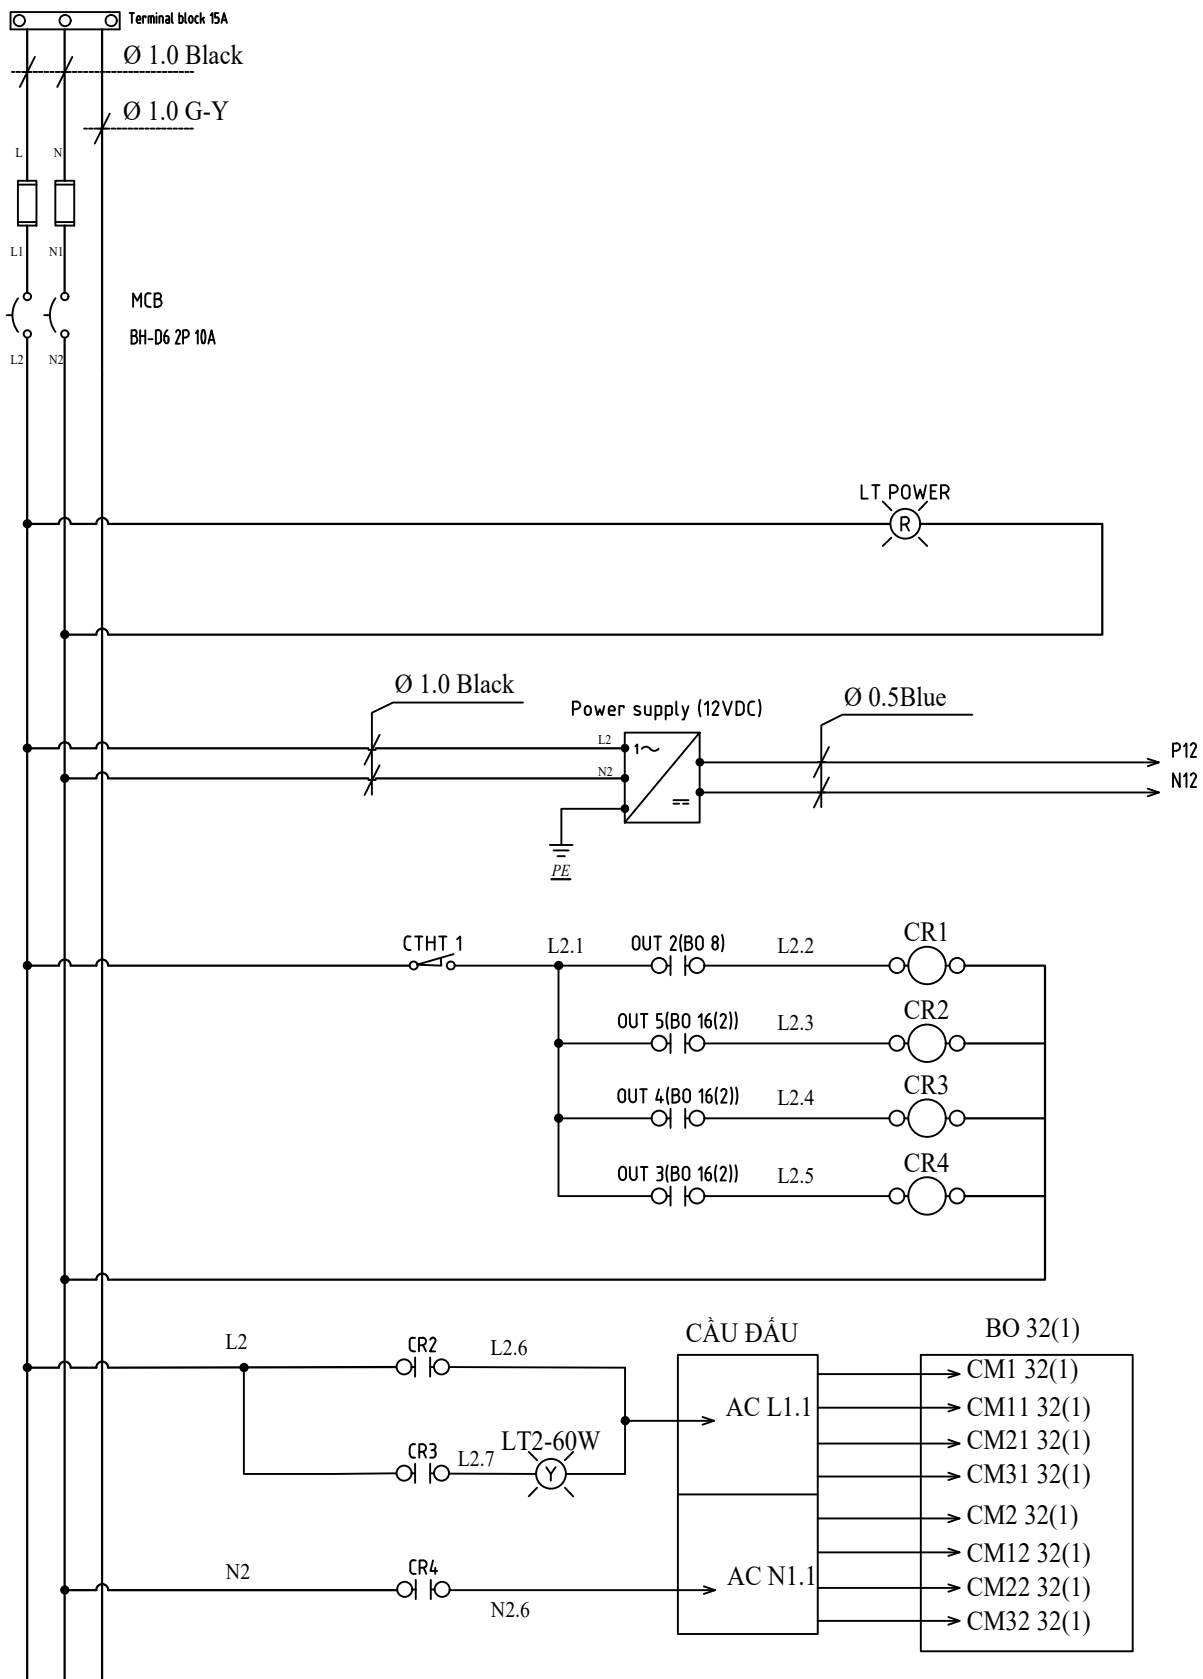 Terminal block 15A
Ø 1.0 Black
Ø 1.0 G-Y
L N
L1 N1
MCB
BH-D6 2P 10A
L2 N2
LT POWER
R
Ø 1.0 Black
Ø 0.5Blue
Power supply (12VDC)
L2 1~
P12
N2
N12
PE
CTHT 1 L2.1 OUT 2(BO 8) L2.2 CR1
OUT 5(BO 16(2)) L2.3 CR2
OUT 4(BO 16(2)) L2.4 CR3
OUT 3(BO 16(2)) L2.5 CR4
CẦU ĐẤU BO 32(1)
L2 CR2 L2.6
CM1 32(1)
AC L1.1 CM11 32(1)
CR3 L2.7 LT2-60W CM21 32(1)
Y CM31 32(1)
CM2 32(1)
CM12 32(1)
N2 CR4 AC N1.1 CM22 32(1)
N2.6 CM32 32(1)